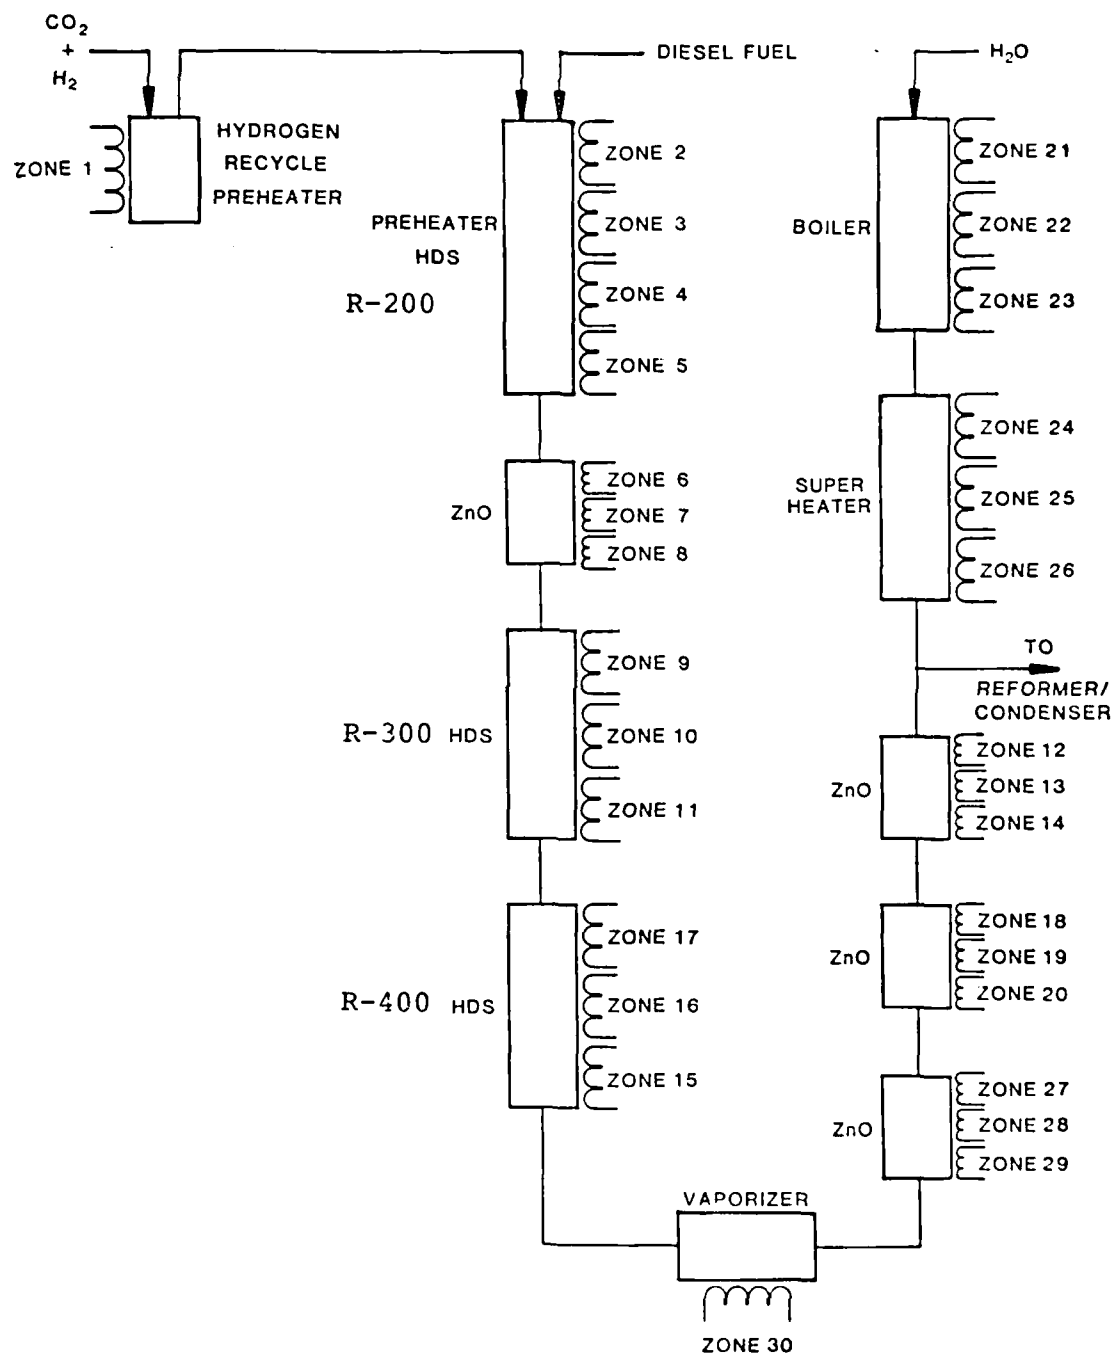 CO₂
+
H₂
DIESEL FUEL
H₂O
ZONE 1
HYDROGEN
RECYCLE
PREHEATER
PREHEATER
HDS
R-200
ZONE 2
ZONE 3
ZONE 4
ZONE 5
BOILER
ZONE 21
ZONE 22
ZONE 23
ZnO
ZONE 6
ZONE 7
ZONE 8
SUPER
HEATER
ZONE 24
ZONE 25
ZONE 26
TO
REFORMER/
CONDENSER
R-300 HDS
ZONE 9
ZONE 10
ZONE 11
ZnO
ZONE 12
ZONE 13
ZONE 14
R-400 HDS
ZONE 17
ZONE 16
ZONE 15
ZnO
ZONE 18
ZONE 19
ZONE 20
ZnO
ZONE 27
ZONE 28
ZONE 29
VAPORIZER
ZONE 30